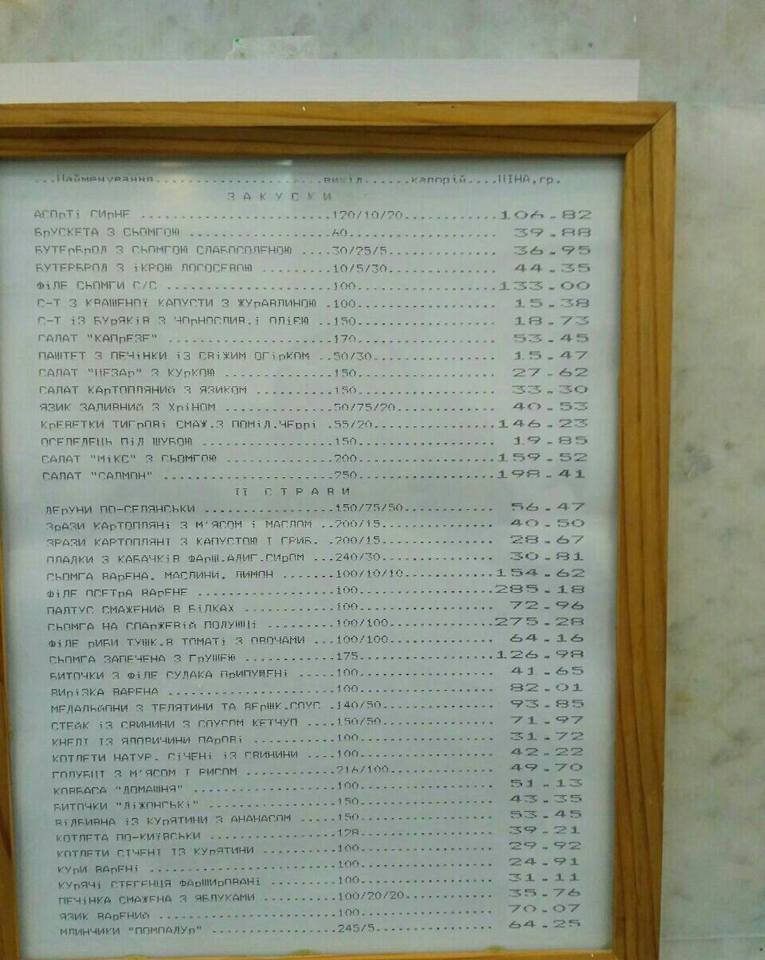 ...Найменування................вихід......калорій....ЦІНА,гр.
З А К У С К И
АСОРТІ СИРНЕ ....................120/10/20...........106.82
БРУСКЕТА З СЬОМГОЮ ..............60.................39.88
БУТЕРБРОД З СЬОМГОЮ СЛАБОСОЛЕНОЮ ...30/25/5............36.95
БУТЕРБРОД З ІКРОЮ ЛОСОСЕВОЮ ........10/5/30............44.35
ФІЛЕ СЬОМГИ С/С ................100................133.00
С-Т З КВАШЕНОЇ КАПУСТИ З ЖУРАВЛИНОЮ .100................15.38
С-Т ІЗ БУРЯКІВ З ЧОРНОСЛИВ.І ОЛІЄЮ ..150................18.73
САЛАТ "КАПРЕЗЕ" ................170................53.45
ПАШТЕТ З ПЕЧІНКИ ІЗ СВІЖИМ ОГІРКОМ .50/30..............15.47
САЛАТ "ЦЕЗАР" З КУРКОЮ ............150................27.62
САЛАТ КАРТОПЛЯНИЙ З ЯЗИКОМ .........150................33.30
ЯЗИК ЗАЛИВНИЙ З ХРІНОМ ............50/75/20...........40.53
КРЕВЕТКИ ТИГРОВІ СМАЖ.З ПОМІД.ЧЕРРІ .55/20..............146.23
ОСЕЛЕДЕЦЬ ПІД ШУБОЮ ..............150................19.85
САЛАТ "МІКС" З СЬОМГОЮ ............200................159.52
САЛАТ "САЛМОН" ..................250................198.41
II С Т Р А В И
ДЕРУНИ ПО-СЕЛЯНСЬКИ ..............150/75/50..........56.47
ЗРАЗИ КАРТОПЛЯНІ З М'ЯСОМ І МАСЛОМ ..200/15.............40.50
ЗРАЗИ КАРТОПЛЯНІ З КАПУСТОЮ І ГРИБ. ..200/15.............28.67
ОЛАДКИ З КАБАЧКІВ ФАРШ.АДИГ.СИРОМ ..240/30.............30.81
СЬОМГА ВАРЕНА, МАСЛИНИ, ЛИМОН .......100/10/10..........154.62
ФІЛЕ ОСЕТРА ВАРЕНЕ ...............100................285.18
ПАЛТУС СМАЖЕНИЙ В БІЛКАХ ..........100................72.96
СЬОМГА НА СПАРЖЕВІЙ ПОДУШЦІ ........100/100............275.28
ФІЛЕ РИБИ ТУШК.В ТОМАТІ З ОВОЧАМИ ...100/100............64.16
СЬОМГА ЗАПЕЧЕНА З ГРУШЕЮ ..........175................126.98
БИТОЧКИ З ФІЛЕ СУДАКА ПРИПУЩЕНІ .....100................41.65
ВИРІЗКА ВАРЕНА ..................100................82.01
МЕДАЛЬЙОНИ З ТЕЛЯТИНИ ТА ВЕРШК.СОУС .140/50.............93.85
СТЕЙК ІЗ СВИНИНИ З СОУСОМ КЕТЧУП ....150/50.............71.97
КНЕЛІ ІЗ ЯЛОВИЧИНИ ПАРОВІ .........100................31.72
КОТЛЕТИ НАТУР. СІЧЕНІ ІЗ СВИНИНИ ....100................42.22
ГОЛУБЦІ З М'ЯСОМ І РИСОМ ..........216/100............49.70
КОВБАСА "ДОМАШНЯ" ................100................51.13
БИТОЧКИ "ДІЖОНСЬКІ" ..............150................43.35
ВІДБИВНА ІЗ КУРЯТИНИ З АНАНАСОМ .....150................53.45
КОТЛЕТА ПО-КИЇВСЬКИ ..............128................39.21
КОТЛЕТИ СІЧЕНІ ІЗ КУРЯТИНИ .........100................29.92
КУРИ ВАРЕНІ .....................100................24.91
КУРЯЧІ СТЕГЕНЦЯ ФАРШИРОВАНІ ........100................31.11
ПЕЧІНКА СМАЖЕНА З ЯБЛУКАМИ .........100/20/20..........35.76
ЯЗИК ВАРЕНИЙ ....................100................70.07
МЛИНЧИКИ "ПОМПАДУР" ..............245/5..............64.25